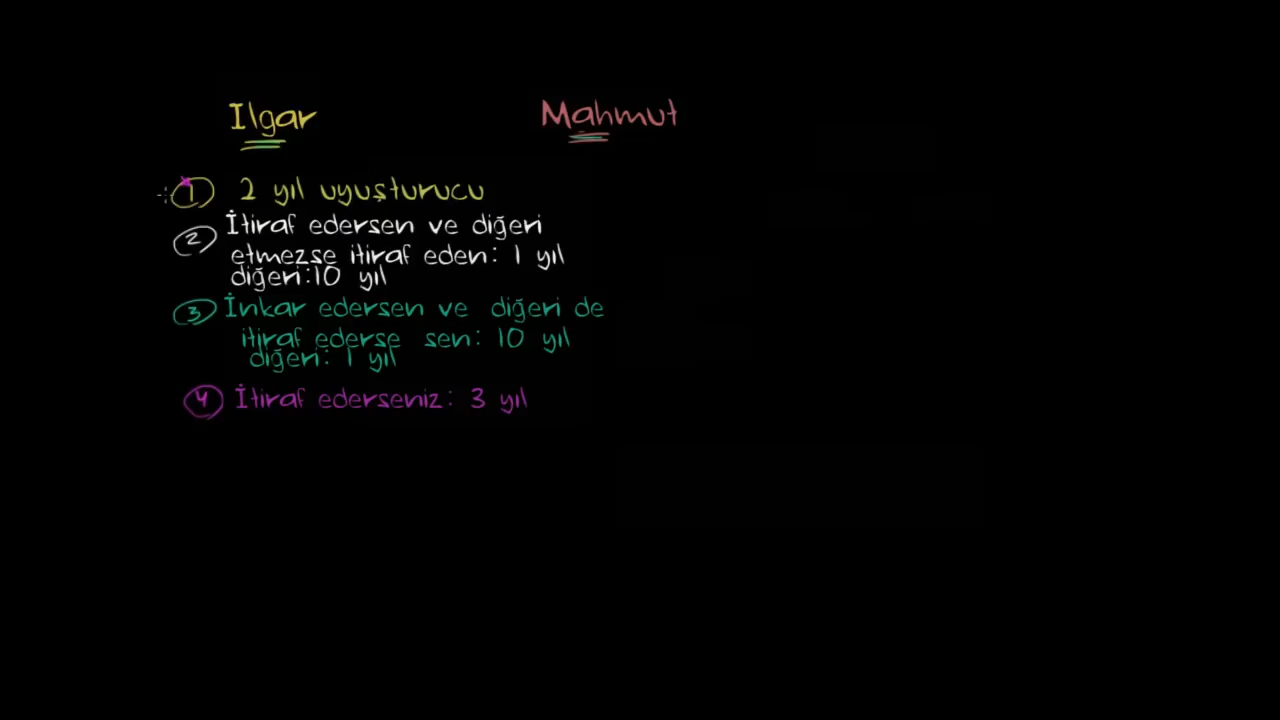 Ilgar
Mahmut
1 2 yıl uyuşturucu
2 İtiraf edersen ve diğeri
etmezse itiraf eden: 1 yıl
diğeri:10 yıl
3 İnkar edersen ve diğeri de
itiraf ederse sen: 10 yıl
diğeri: 1 yıl
4 İtiraf ederseniz: 3 yıl